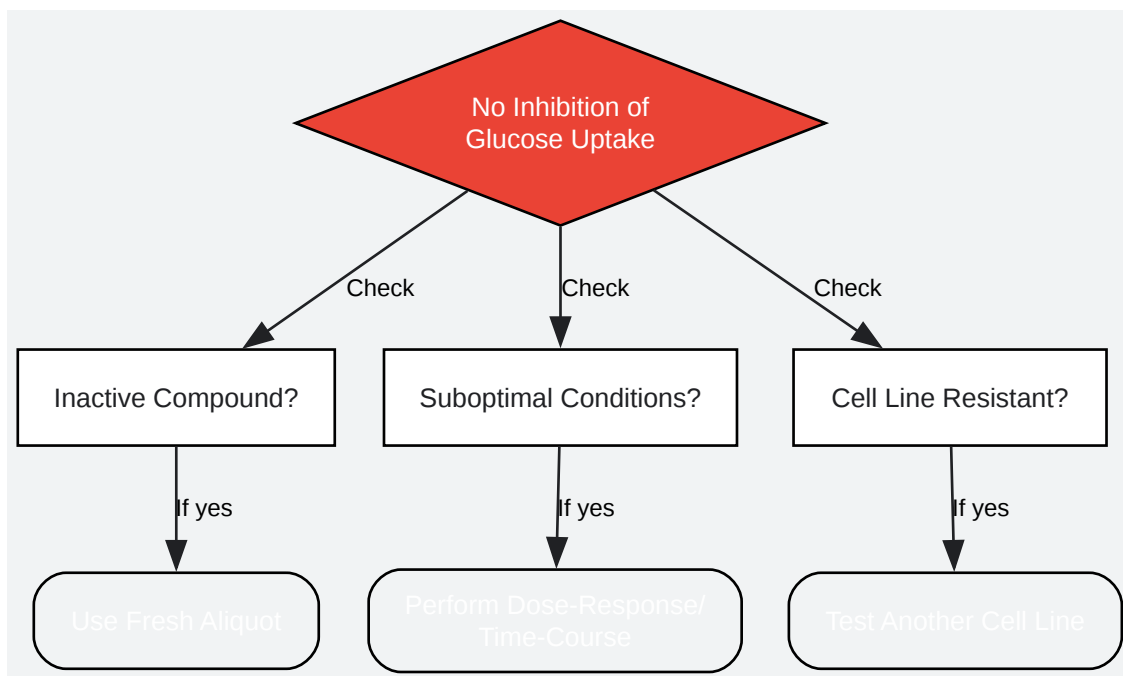 No Inhibition of
Glucose Uptake
Check
Check
Check
Inactive Compound?
Suboptimal Conditions?
Cell Line Resistant?
If yes
If yes
If yes
Use Fresh Aliquot
Perform Dose-Response/
Time-Course
Test Another Cell Line